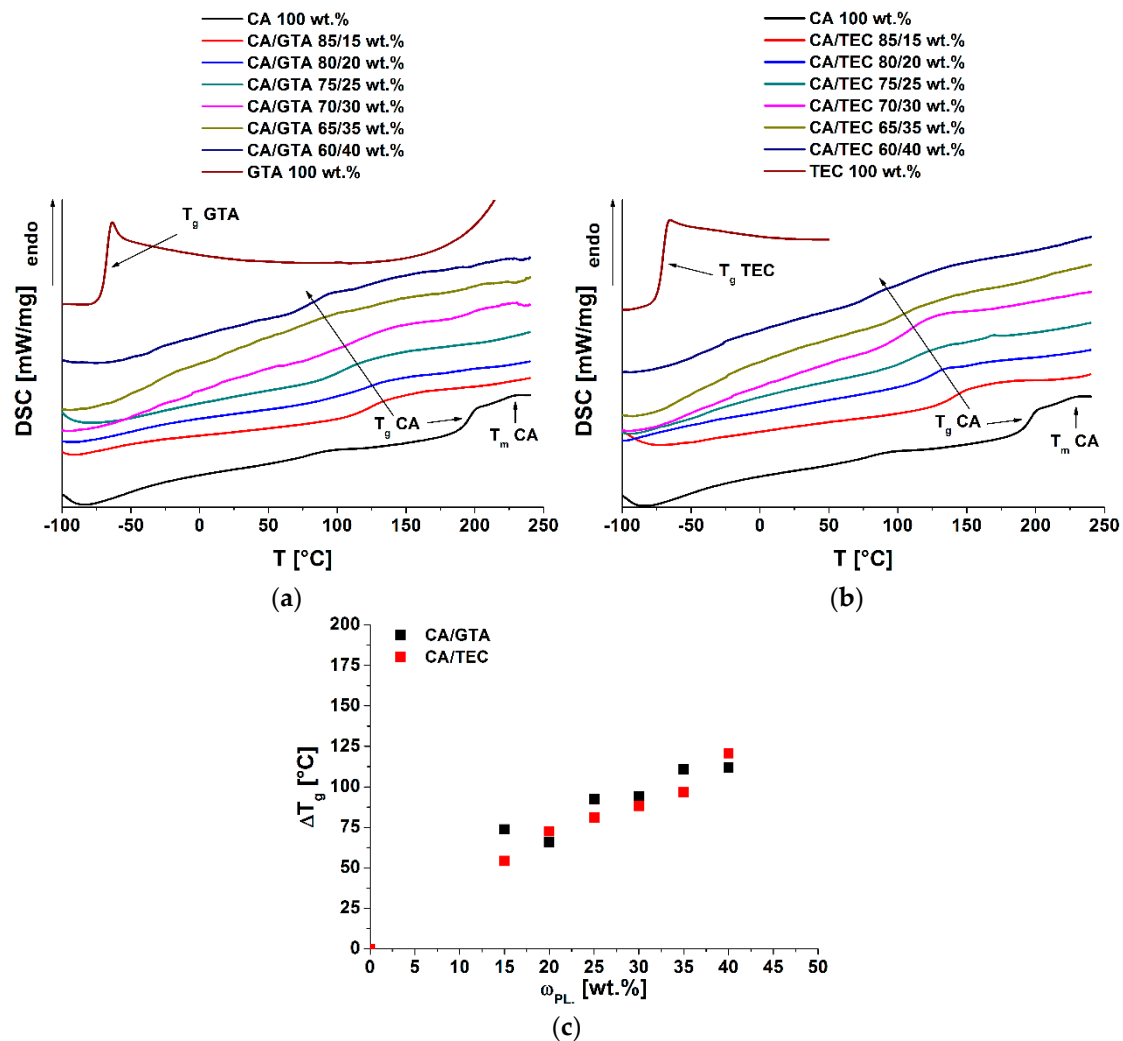 CA 100 wt.%
CA/GTA 85/15 wt.%
CA/GTA 80/20 wt.%
CA/GTA 75/25 wt.%
CA/GTA 70/30 wt.%
CA/GTA 65/35 wt.%
CA/GTA 60/40 wt.%
GTA 100 wt.%
endo
DSC [mW/mg]
Tg GTA
Tg CA
Tm CA
-100 -50 0 50 100 150 200 250
T [°C]
(a)
CA 100 wt.%
CA/TEC 85/15 wt.%
CA/TEC 80/20 wt.%
CA/TEC 75/25 wt.%
CA/TEC 70/30 wt.%
CA/TEC 65/35 wt.%
CA/TEC 60/40 wt.%
TEC 100 wt.%
endo
DSC [mW/mg]
Tg TEC
Tg CA
Tm CA
-100 -50 0 50 100 150 200 250
T [°C]
(b)
CA/GTA
CA/TEC
ΔTg [°C]
200
175
150
125
100
75
50
25
0
0 5 10 15 20 25 30 35 40 45 50
ωPL. [wt.%]
(c)